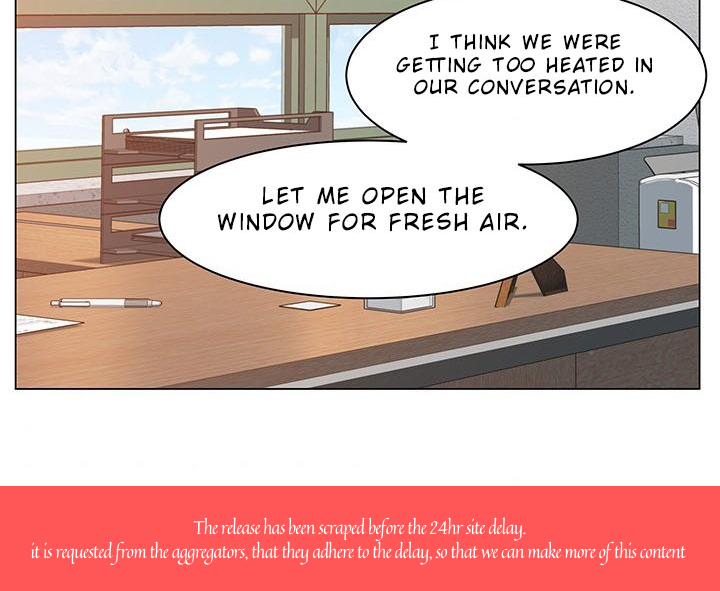 I THINK WE WERE
GETTING TOO HEATED IN
OUR CONVERSATION.
LET ME OPEN THE
WINDOW FOR FRESH AIR.
The release has been scraped before the 24hr site delay.
it is requested from the aggregators, that they adhere to the delay, so that we can make more of this content